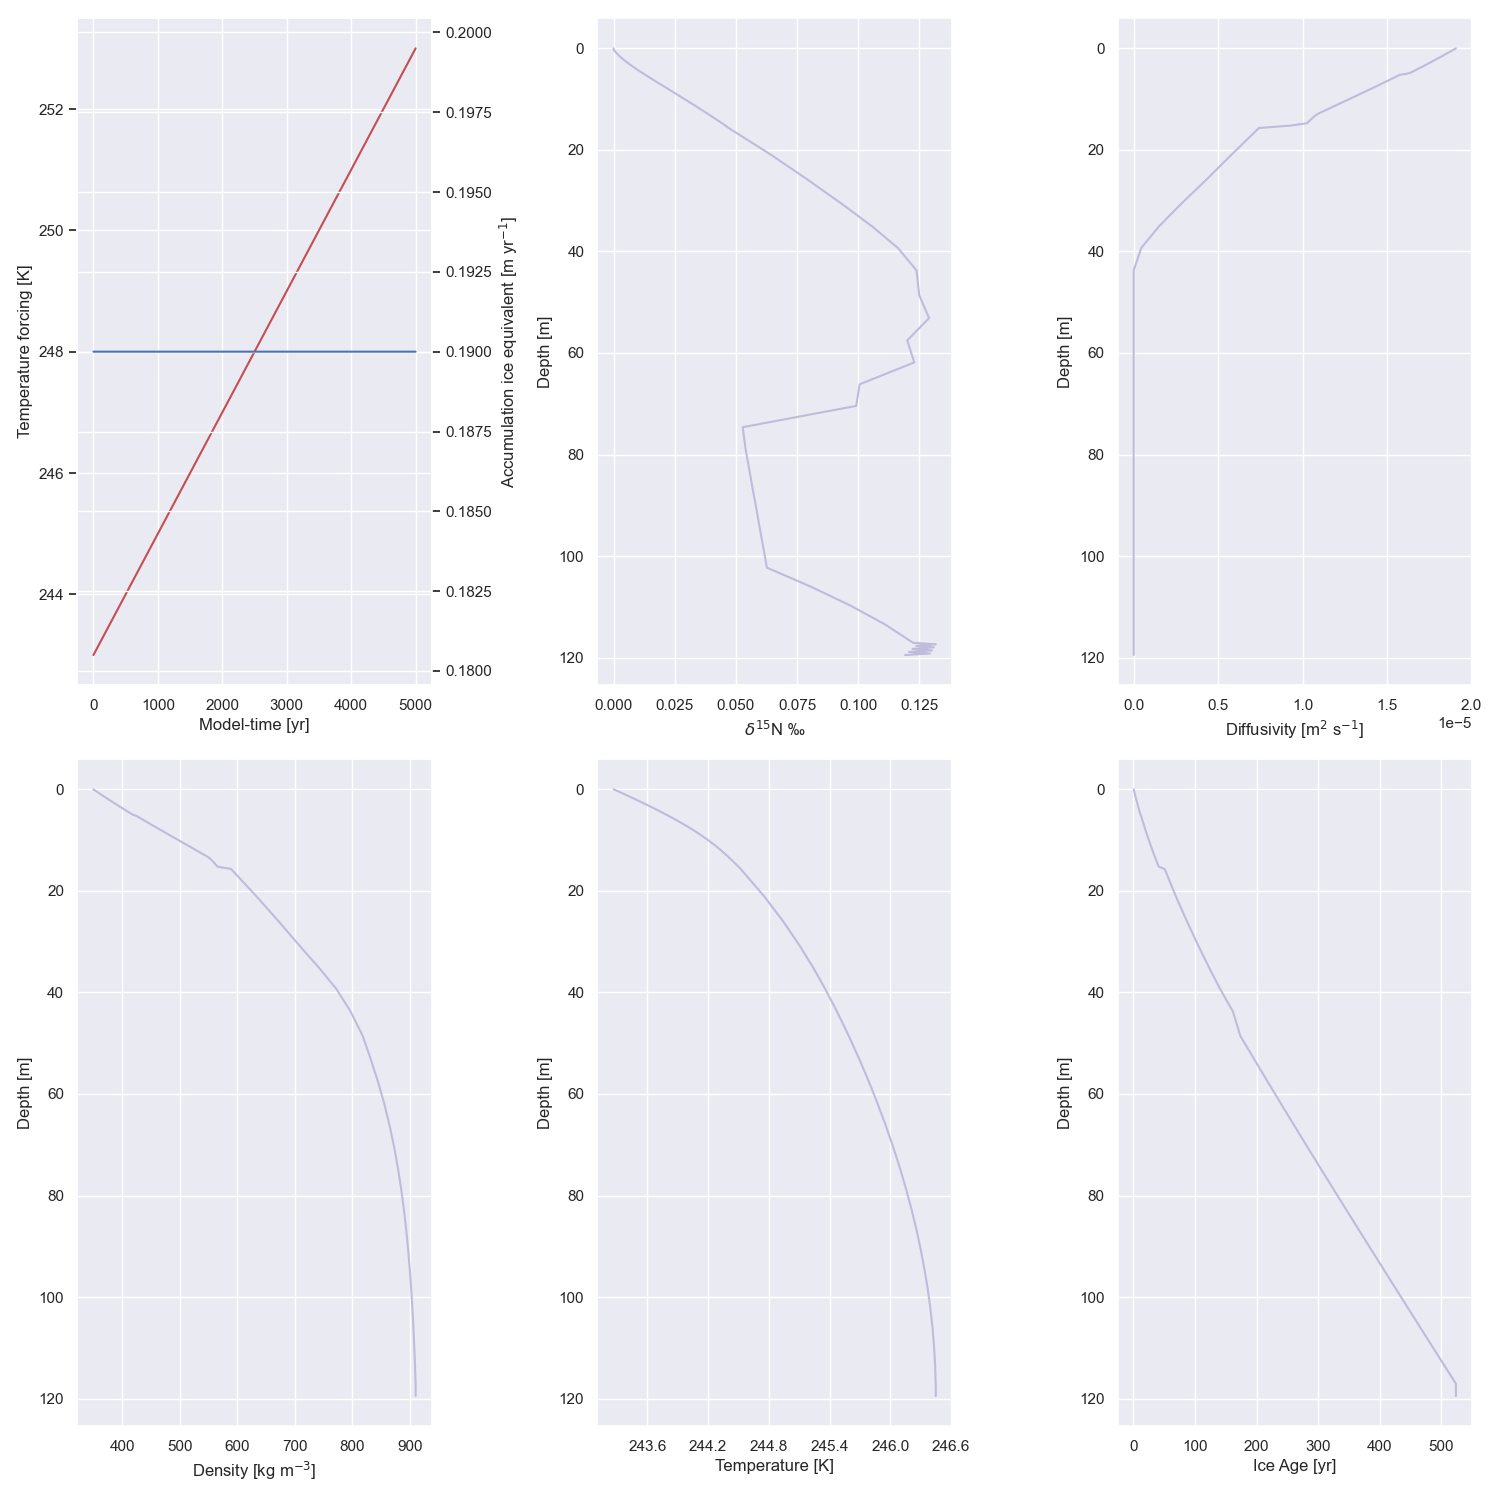 Temperature forcing [K]
252
250
248
246
244
0 1000 2000 3000 4000 5000
Model-time [yr]
0.2000
0.1975
0.1950
0.1925
0.1900
0.1875
0.1850
0.1825
0.1800
Accumulation ice equivalent [m yr⁻¹]
Depth [m]
0
20
40
60
80
100
120
0.000 0.025 0.050 0.075 0.100 0.125
δ¹⁵N ‰
Depth [m]
0
20
40
60
80
100
120
0.0 0.5 1.0 1.5 2.0
1e−5
Diffusivity [m² s⁻¹]
Depth [m]
0
20
40
60
80
100
120
400 500 600 700 800 900
Density [kg m⁻³]
Depth [m]
0
20
40
60
80
100
120
243.6 244.2 244.8 245.4 246.0 246.6
Temperature [K]
Depth [m]
0
20
40
60
80
100
120
0 100 200 300 400 500
Ice Age [yr]